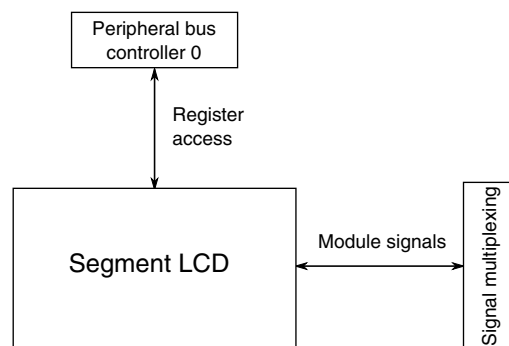 Peripheral bus
controller 0
Register
access
Segment LCD
Module signals
Signal multiplexing